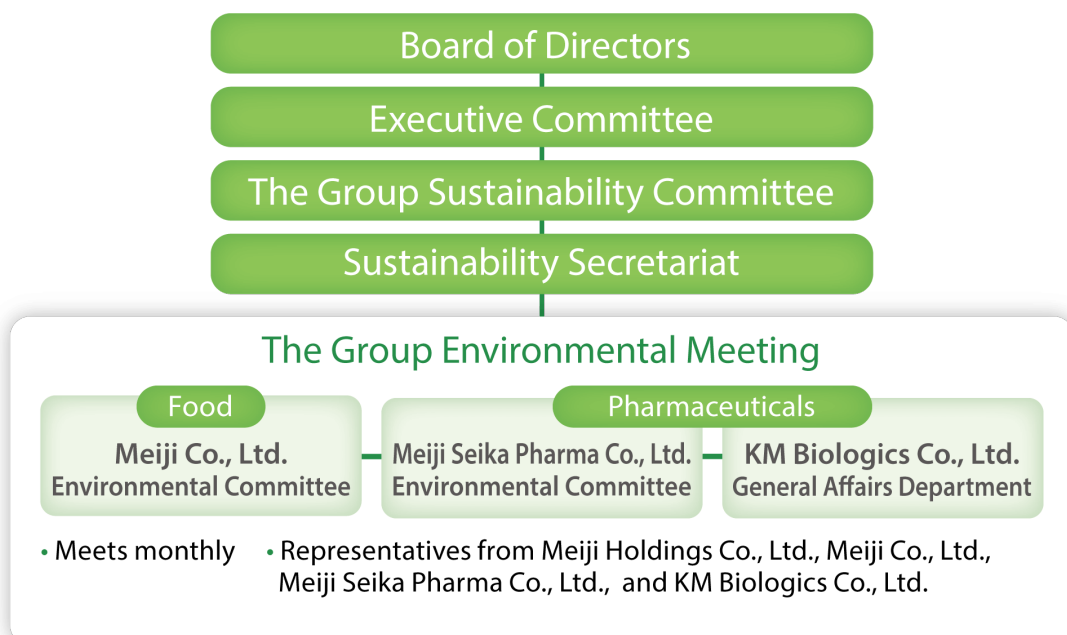 Board of Directors
Executive Committee
The Group Sustainability Committee
Sustainability Secretariat
The Group Environmental Meeting
Food
Meiji Co., Ltd.
Environmental Committee
Pharmaceuticals
Meiji Seika Pharma Co., Ltd.
Environmental Committee
KM Biologics Co., Ltd.
General Affairs Department
• Meets monthly
• Representatives from Meiji Holdings Co., Ltd., Meiji Co., Ltd.,
Meiji Seika Pharma Co., Ltd., and KM Biologics Co., Ltd.